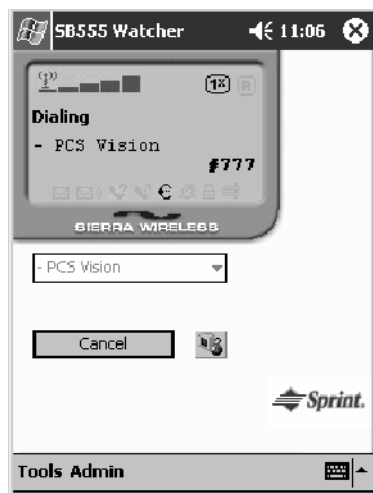 SB555 Watcher 11:06
1X R
Dialing
- PCS Vision
#777
SIERRA WIRELESS
- PCS Vision
Cancel
Sprint.
Tools Admin